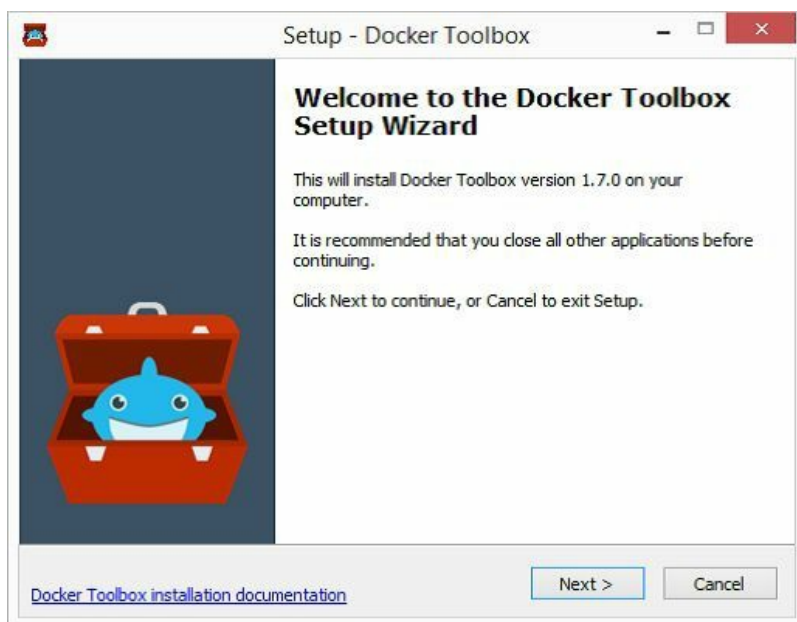 Setup - Docker Toolbox
Welcome to the Docker Toolbox
Setup Wizard
This will install Docker Toolbox version 1.7.0 on your
computer.
It is recommended that you close all other applications before
continuing.
Click Next to continue, or Cancel to exit Setup.
Docker Toolbox installation documentation
Next >
Cancel